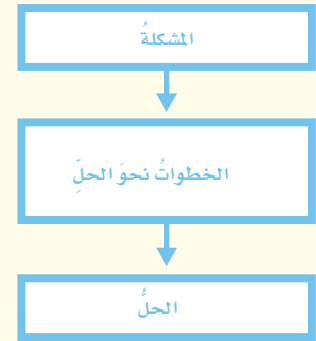 المشكلةُ
الخطواتُ نحوَ الحلِّ
الحلُّ